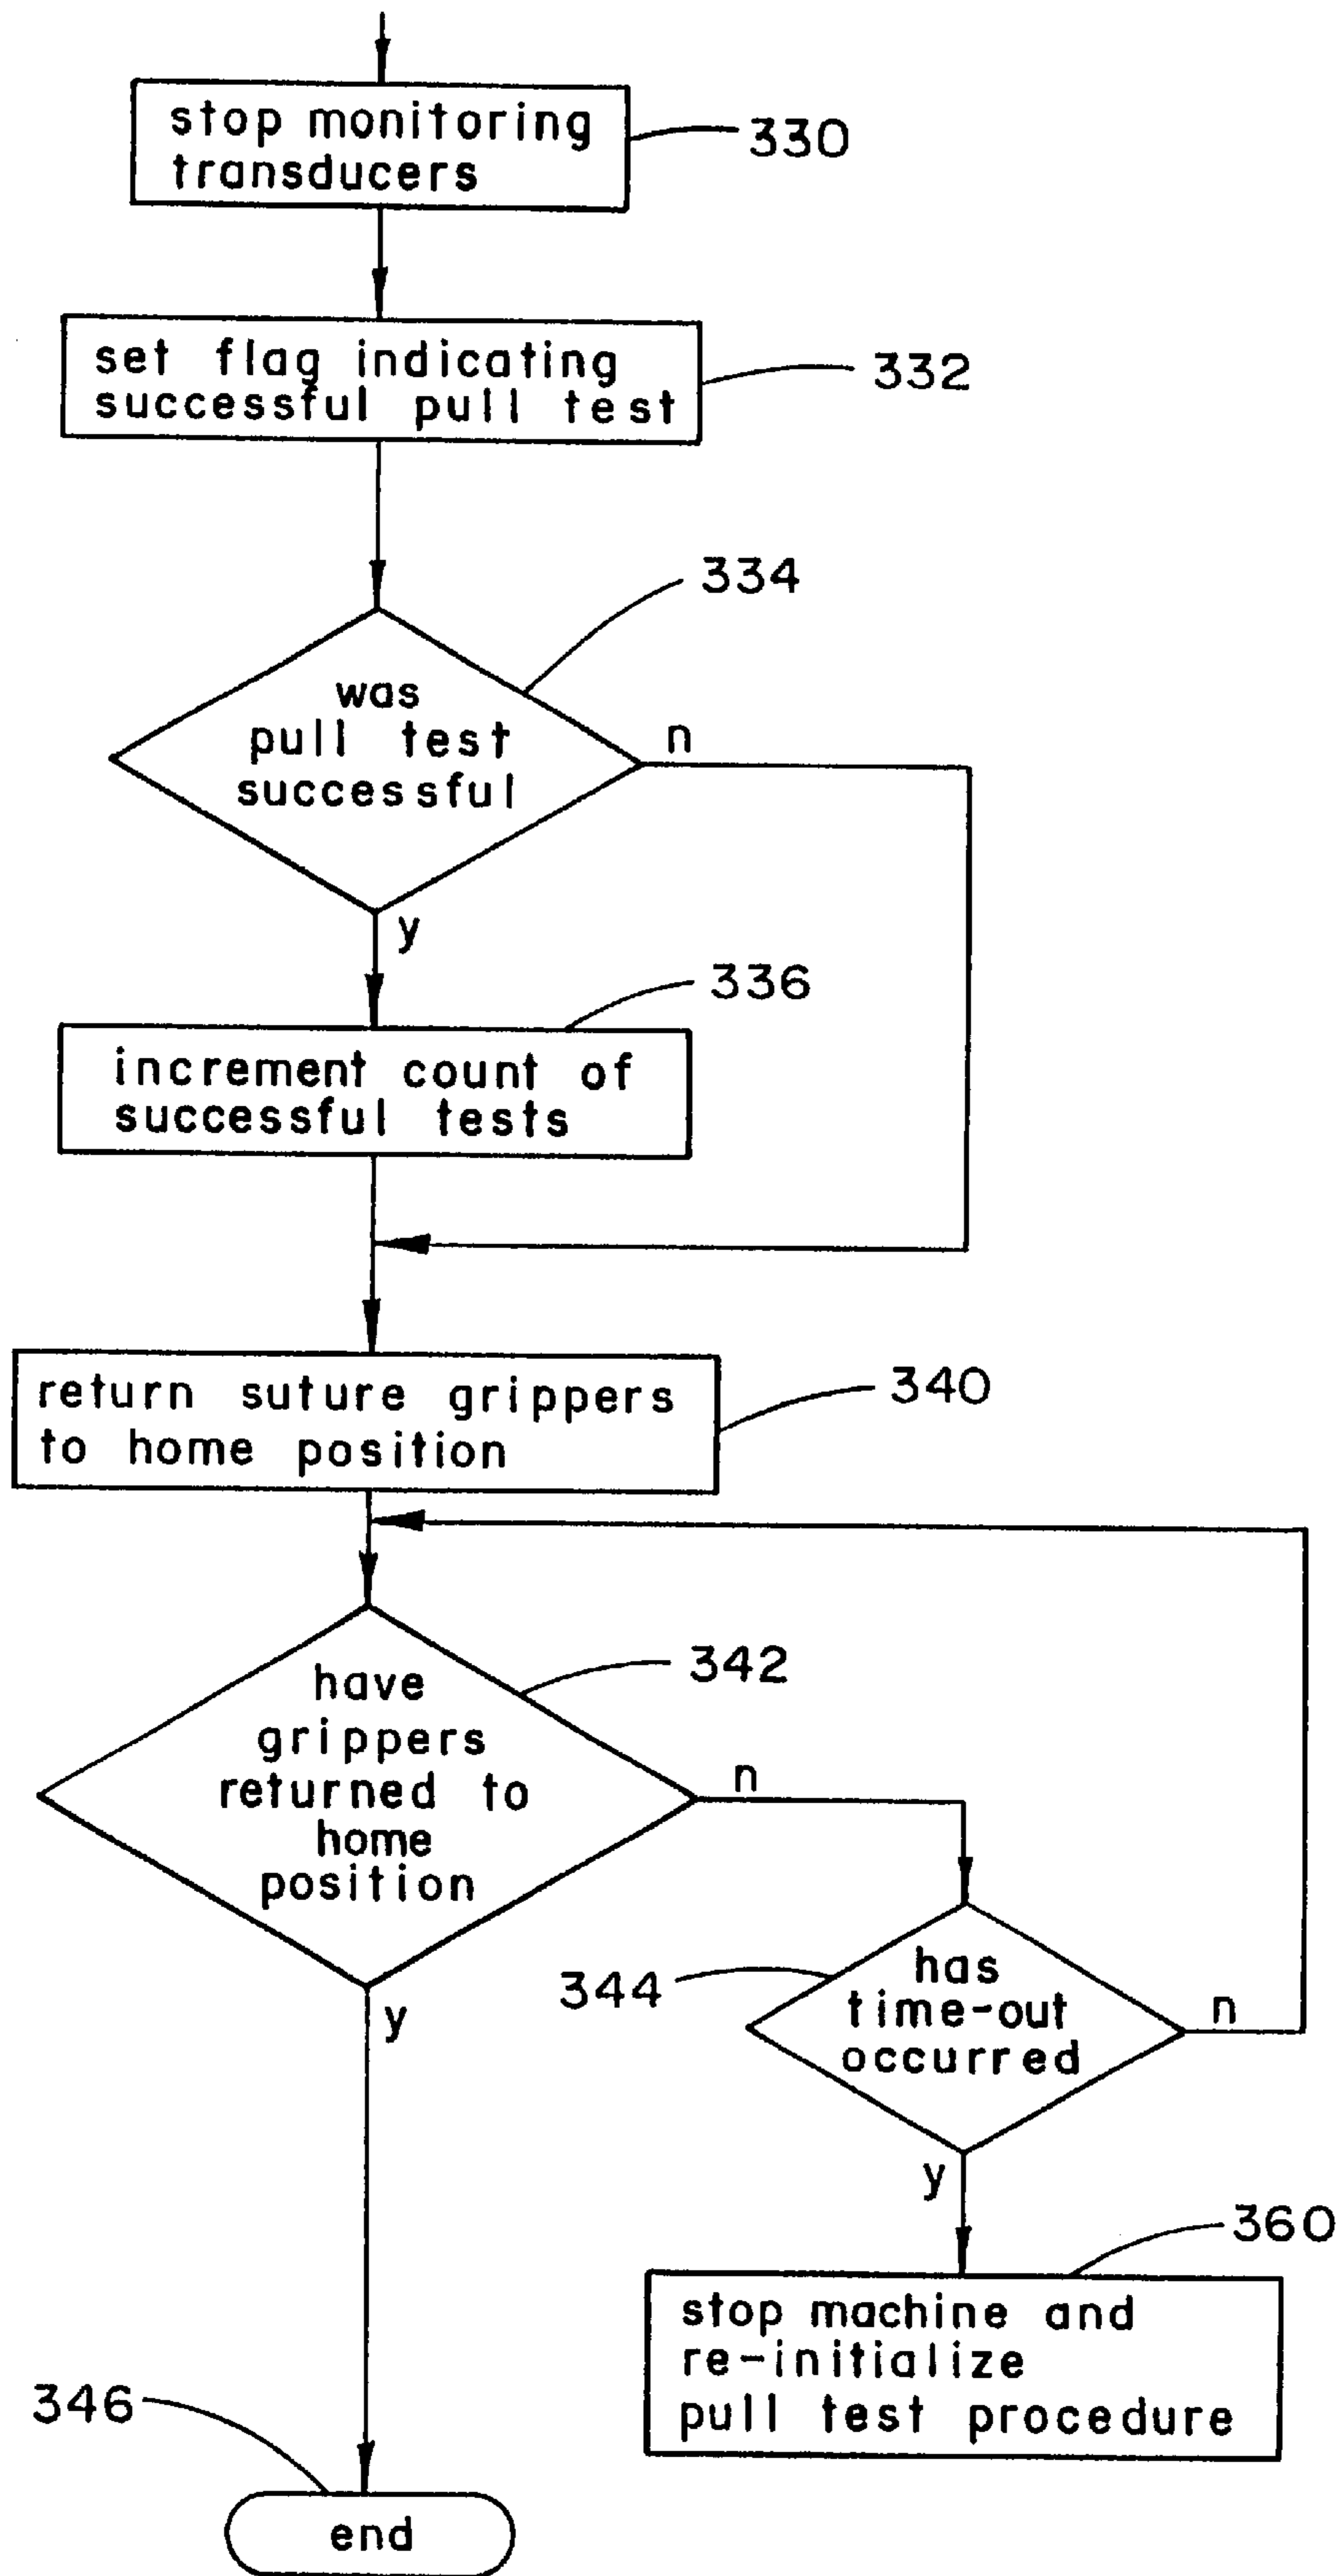 stop monitoring
transducers
330
set flag indicating
successful pull test
332
334
was
pull test
successful
n
y
336
increment count of
successful tests
return suture grippers
to home position
340
342
have
grippers
returned to
home
position
n
y
344
has
time-out
occurred
n
y
360
stop machine and
re-initialize
pull test procedure
346
end